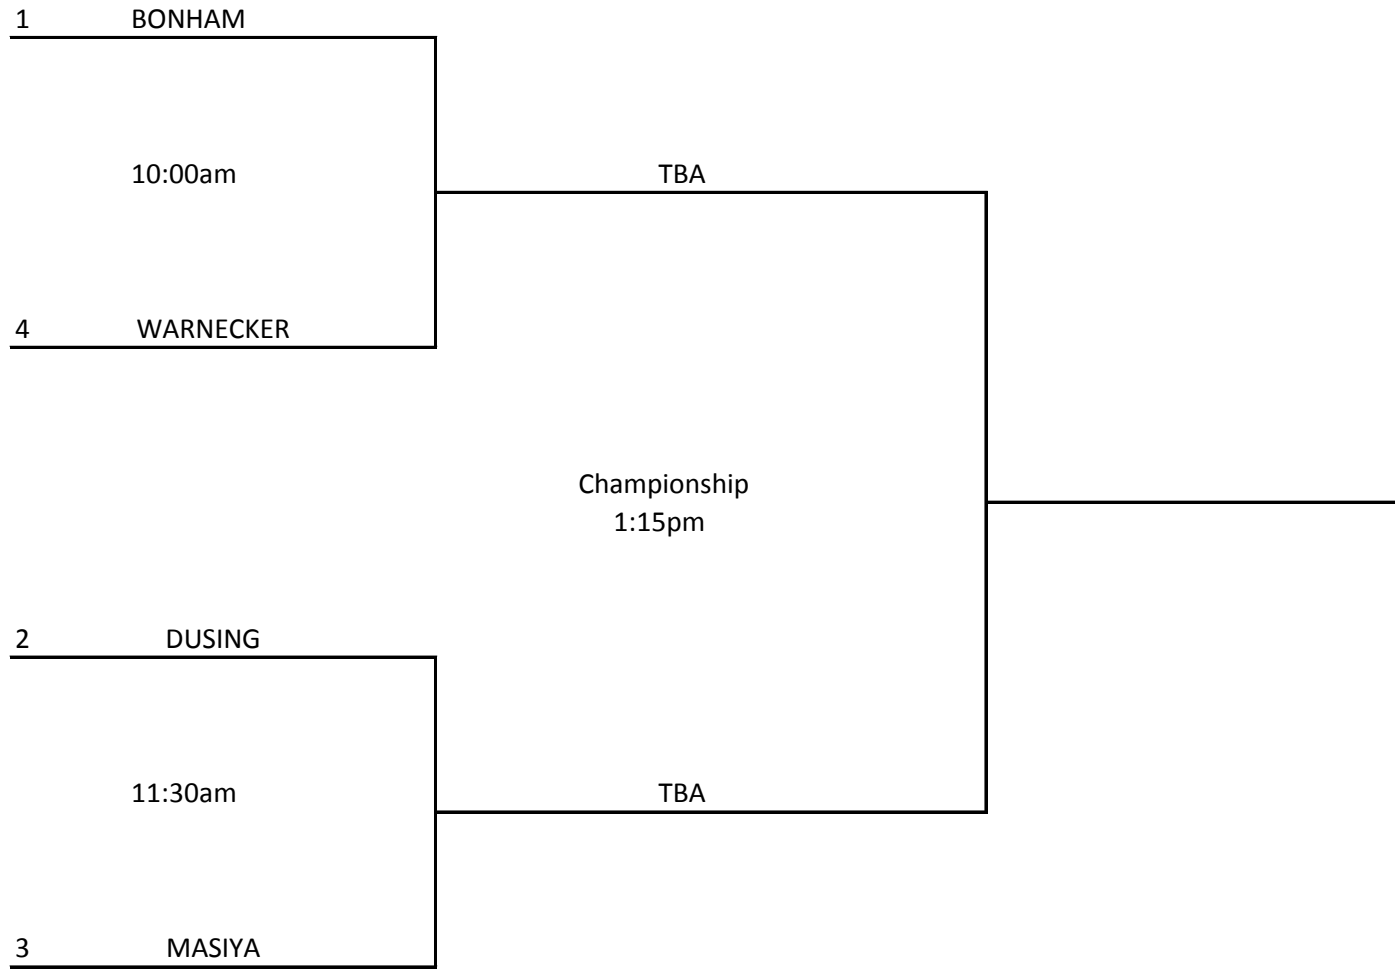 1 BONHAM
10:00am
TBA
4 WARNECKER
Championship
1:15pm
2 DUSING
11:30am
TBA
3 MASIYA